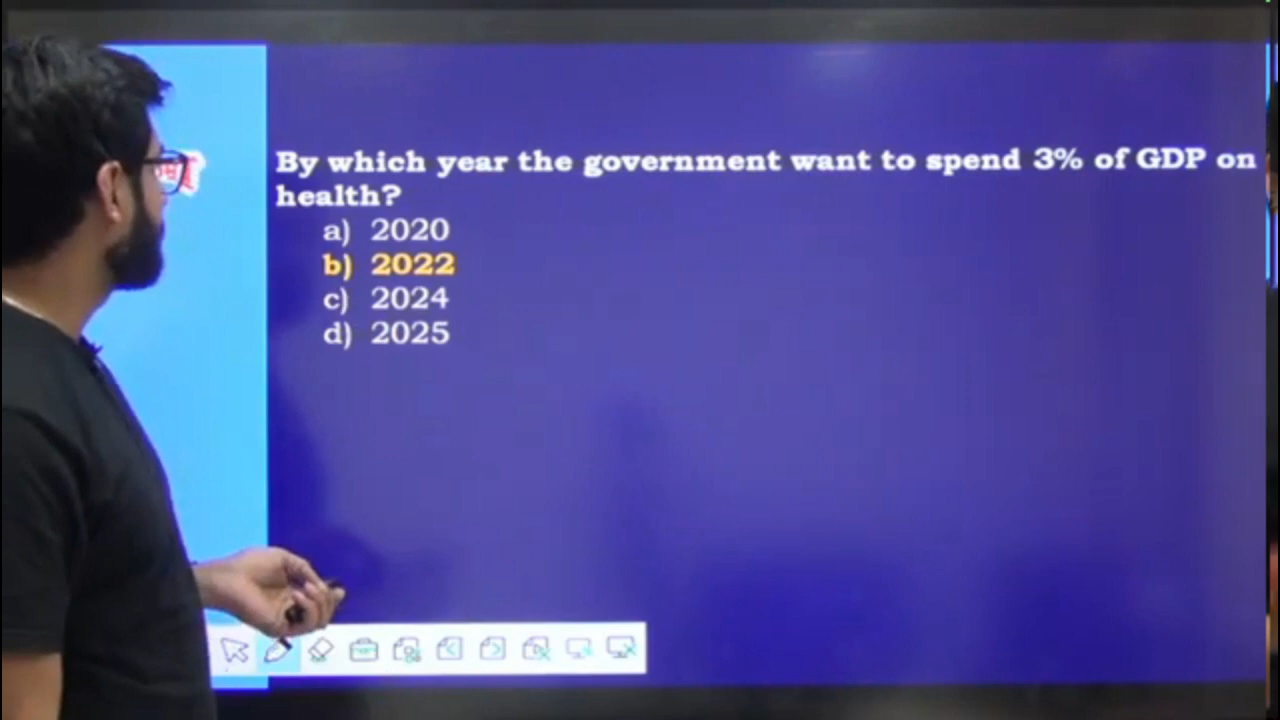 By which year the government want to spend 3% of GDP on
health?
a) 2020
b) 2022
c) 2024
d) 2025